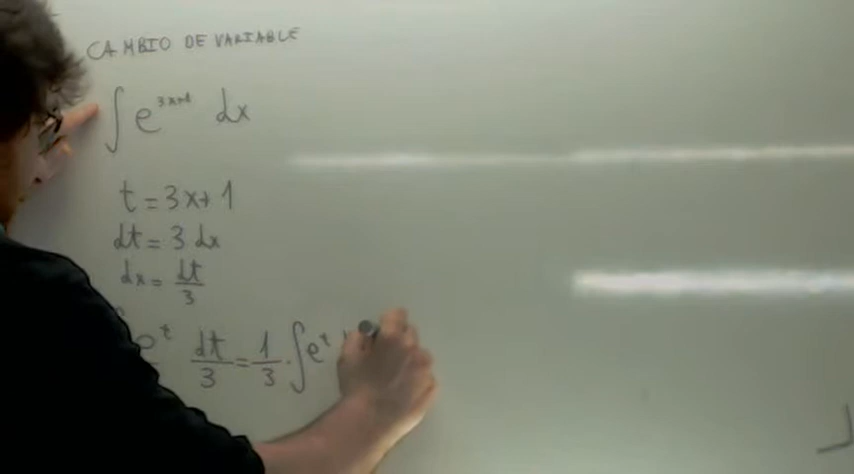 CAMBIO DE VARIABLE
∫ e^{3x+1} dx
t = 3x+1
dt = 3 dx
dx = dt/3
e^t dt/3 = 1/3 · ∫ e^t